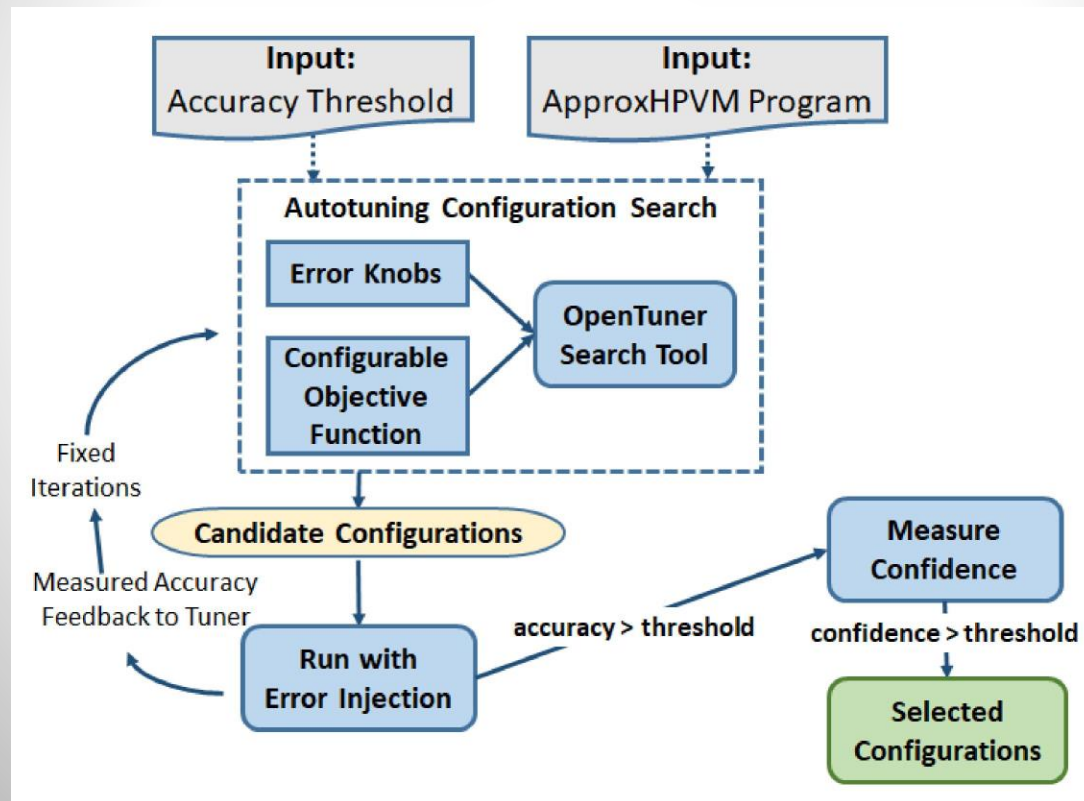 Input:
Accuracy Threshold
Input:
ApproxHPVM Program
Autotuning Configuration Search
Error Knobs
OpenTuner
Search Tool
Configurable
Objective
Function
Fixed
Iterations
Candidate Configurations
Measured Accuracy
Feedback to Tuner
Run with
Error Injection
accuracy > threshold
Measure
Confidence
confidence > threshold
Selected
Configurations